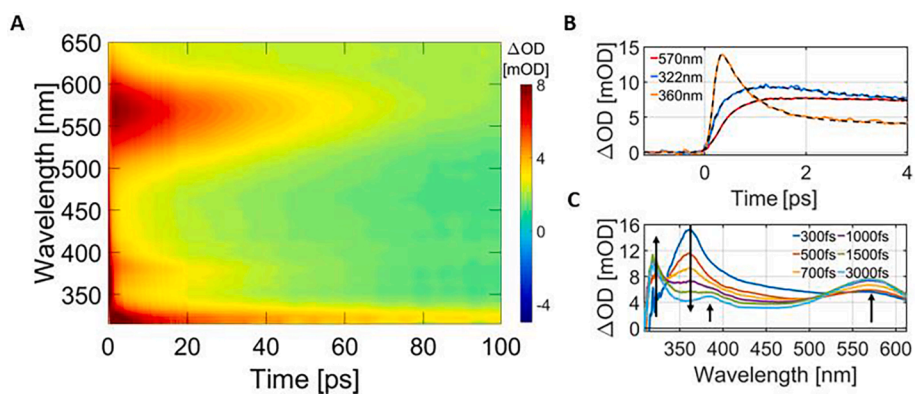 A
650
600
550
500
450
400
350
Wavelength [nm]
0 20 40 60 80 100
Time [ps]
ΔOD
[mOD]
8
4
0
-4
B
15
10
5
0
ΔOD [mOD]
570nm
322nm
360nm
0 2 4
Time [ps]
C
16
12
8
4
0
ΔOD [mOD]
300fs 1000fs
500fs 1500fs
700fs 3000fs
350 400 450 500 550 600
Wavelength [nm]